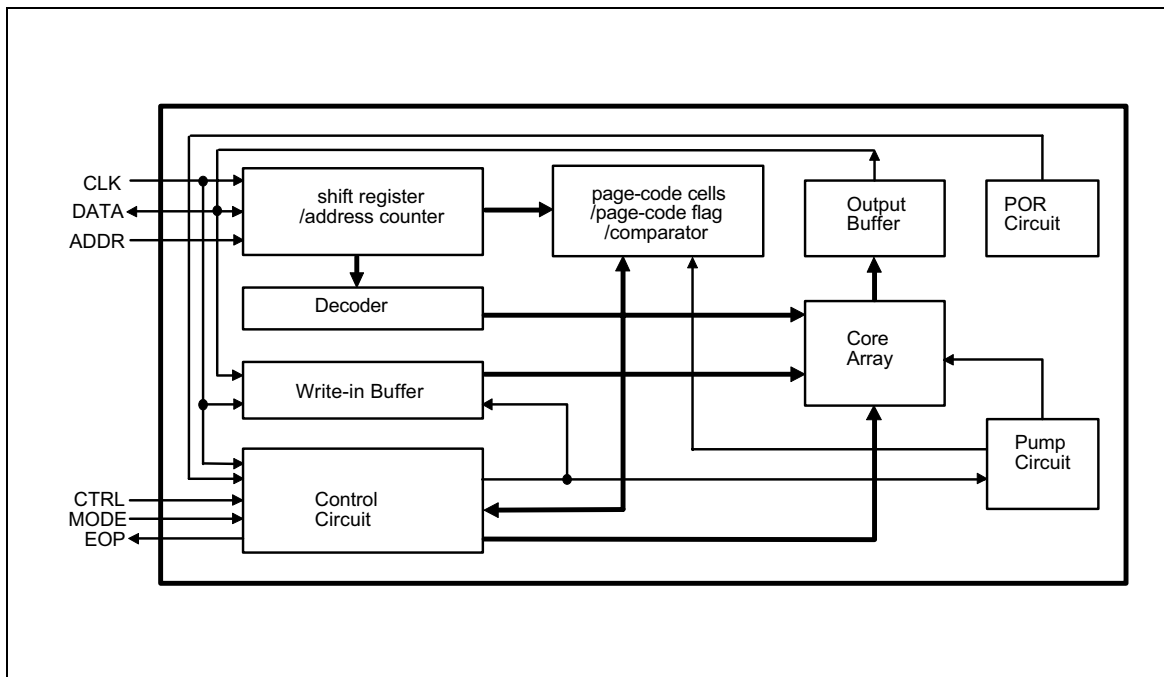 CLK
DATA
ADDR
shift register
/address counter
page-code cells
/page-code flag
/comparator
Output
Buffer
POR
Circuit
Decoder
Core
Array
Write-in Buffer
Pump
Circuit
CTRL
MODE
EOP
Control
Circuit